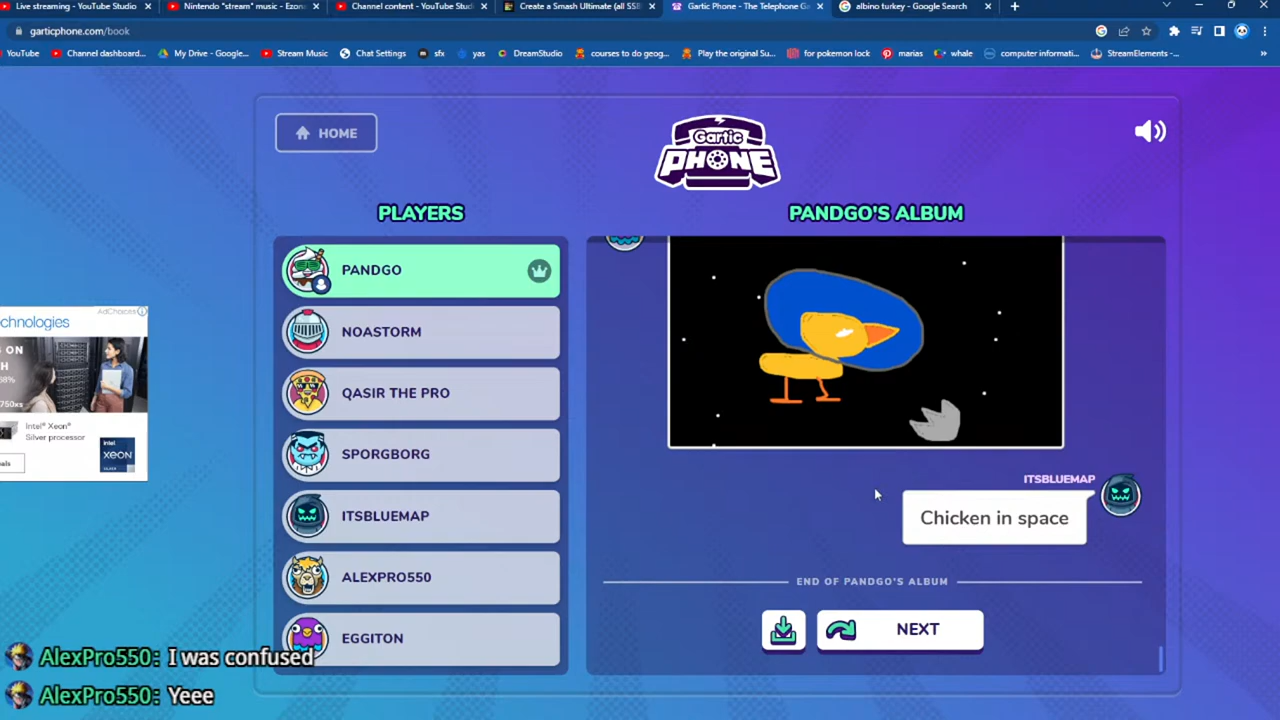 Live streaming - YouTube Studio
Nintendo "stream" music - Ezona
Channel content - YouTube Studi
Create a Smash Ultimate (all SSB
Gartic Phone - The Telephone Ga
albino turkey - Google Search
garticphone.com/book
YouTube
Channel dashboard...
My Drive - Google...
Stream Music
Chat Settings
sfx
yas
DreamStudio
courses to do geog...
Play the original Su...
for pokemon lock
marias
whale
computer informati...
StreamElements -...
HOME
Gartic
PHONE
PLAYERS
PANDGO'S ALBUM
PANDGO
NOASTORM
QASIR THE PRO
SPORGBORG
ITSBLUEMAP
ALEXPRO550
EGGITON
AdChoices
chnologies
ON
Intel® Xeon®
Silver processor
intel
XEON
ITSBLUEMAP
Chicken in space
END OF PANDGO'S ALBUM
NEXT
AlexPro550: I was confused
AlexPro550: Yeee